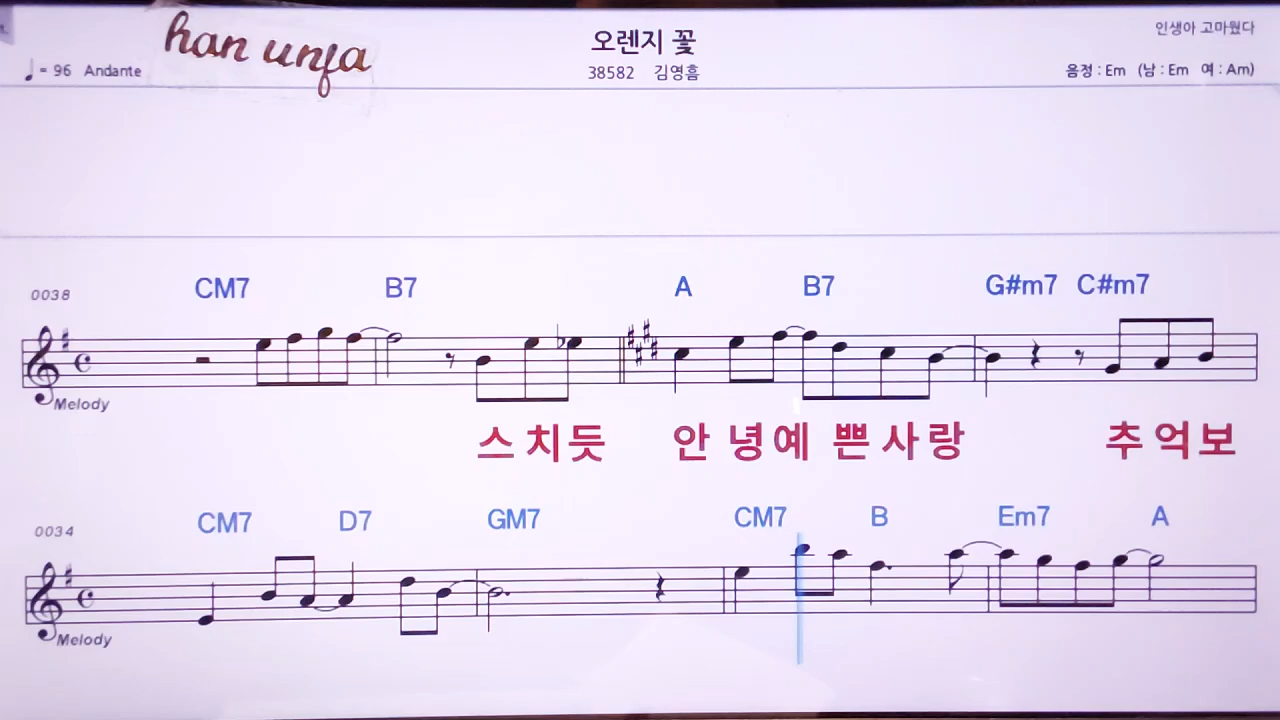 han unja
오렌지 꽃
인생아 고마웠다
♩= 96 Andante
38582 김영흠
음정 : Em (남 : Em 여 : Am)
0038
CM7 B7 A B7 G#m7 C#m7
Melody
스치듯 안녕예쁜사랑 추억보
0034
CM7 D7 GM7 CM7 B Em7 A
Melody